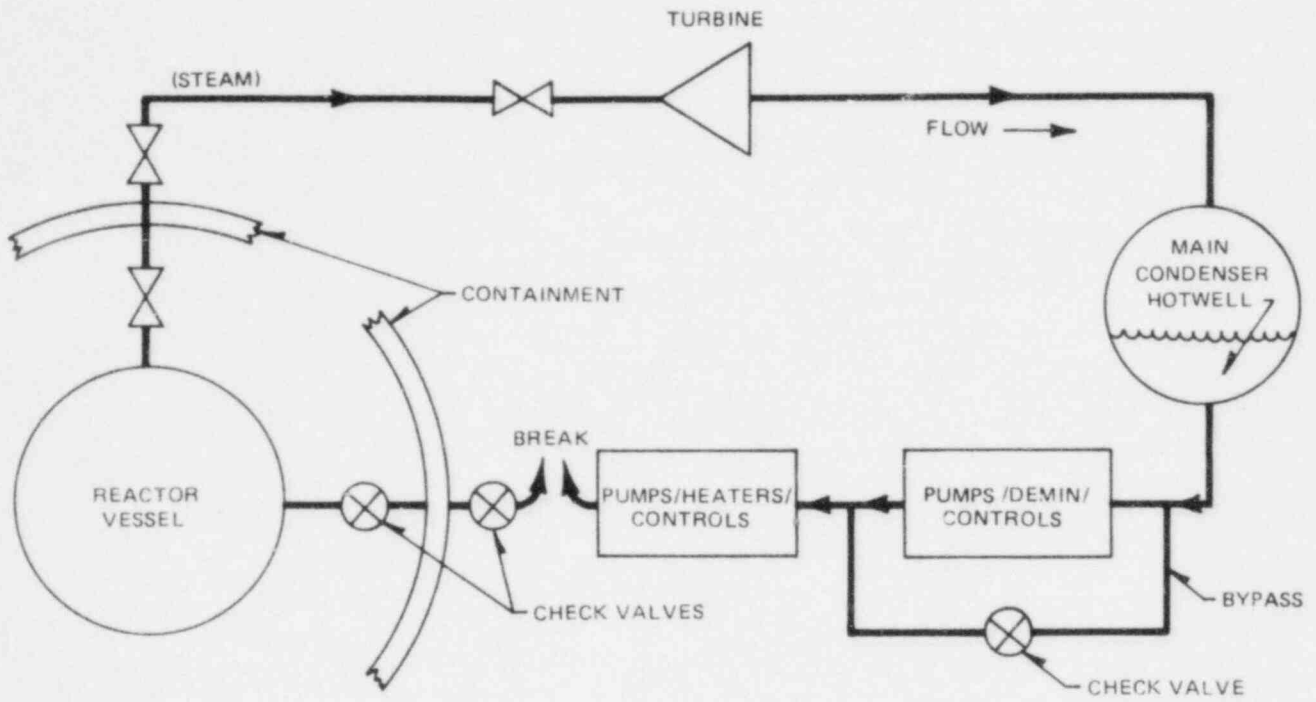 TURBINE
(STEAM)
FLOW
MAIN
CONDENSER
HOTWELL
CONTAINMENT
BREAK
REACTOR
VESSEL
PUMPS/HEATERS/
CONTROLS
PUMPS /DEMIN/
CONTROLS
CHECK VALVES
BYPASS
CHECK VALVE